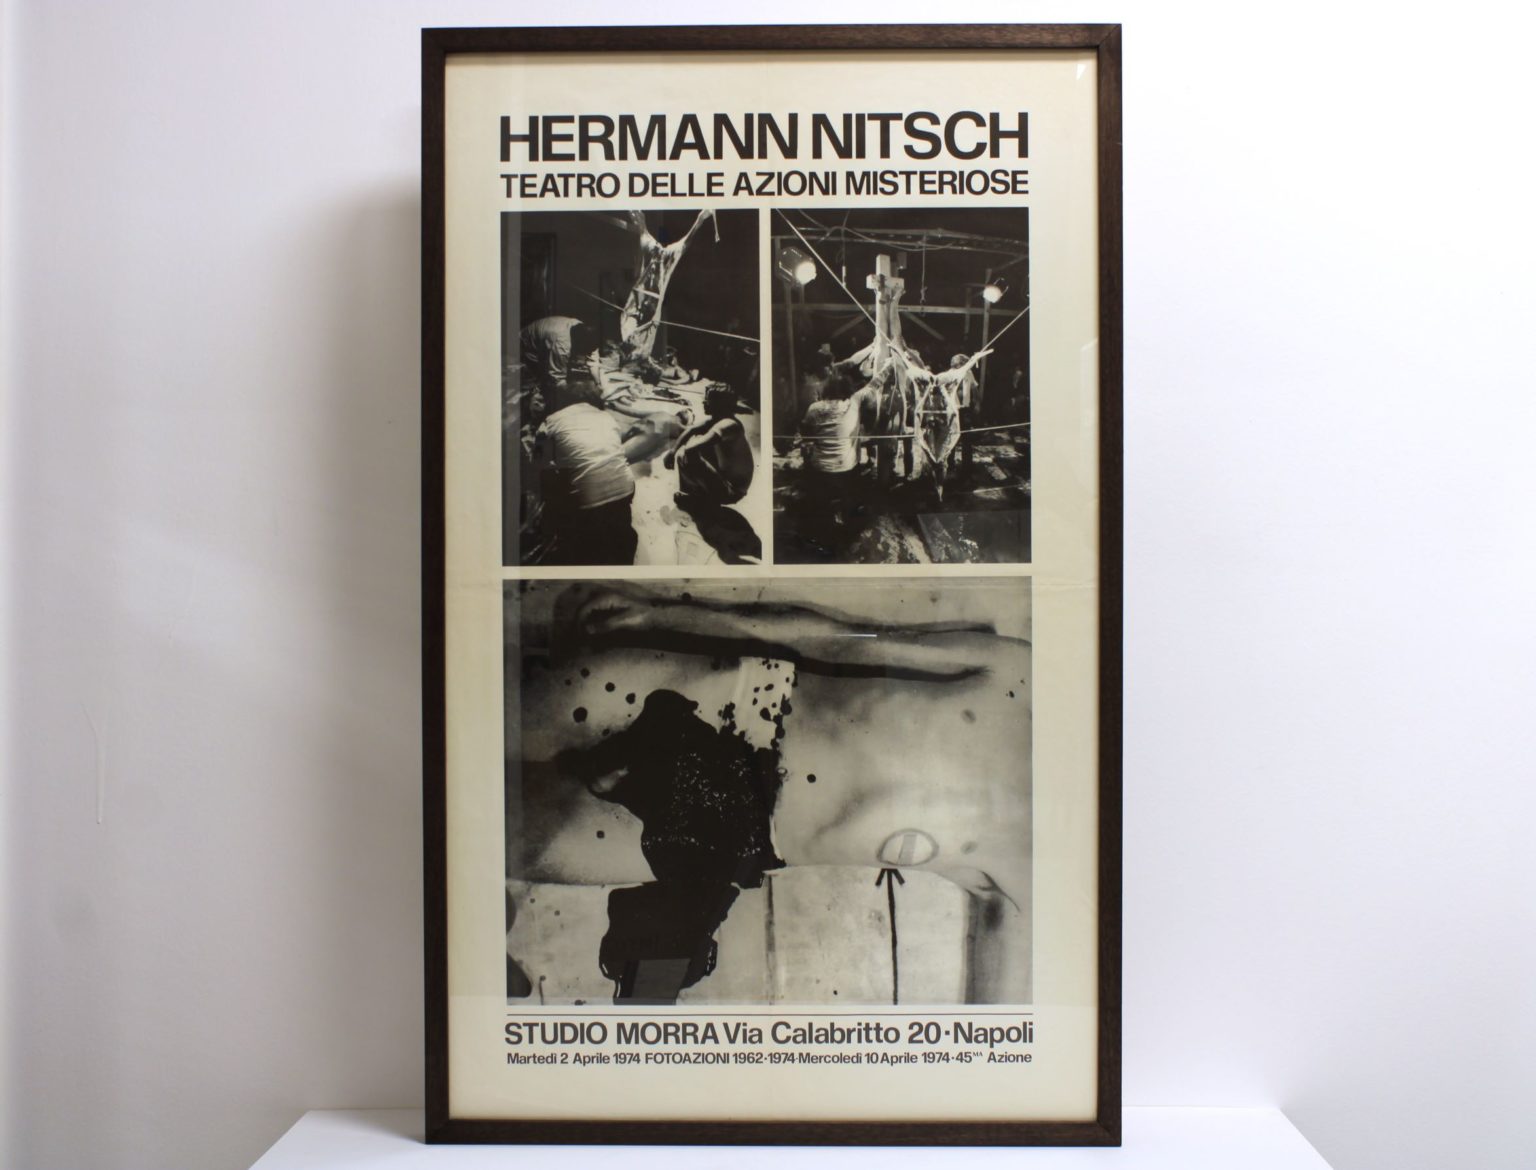 HERMANN NITSCH
TEATRO DELLE AZIONI MISTERIOSE
STUDIO MORRA Via Calabritto 20·Napoli
Martedì 2 Aprile 1974 FOTOAZIONI 1962·1974·Mercoledì 10 Aprile 1974·45MA Azione